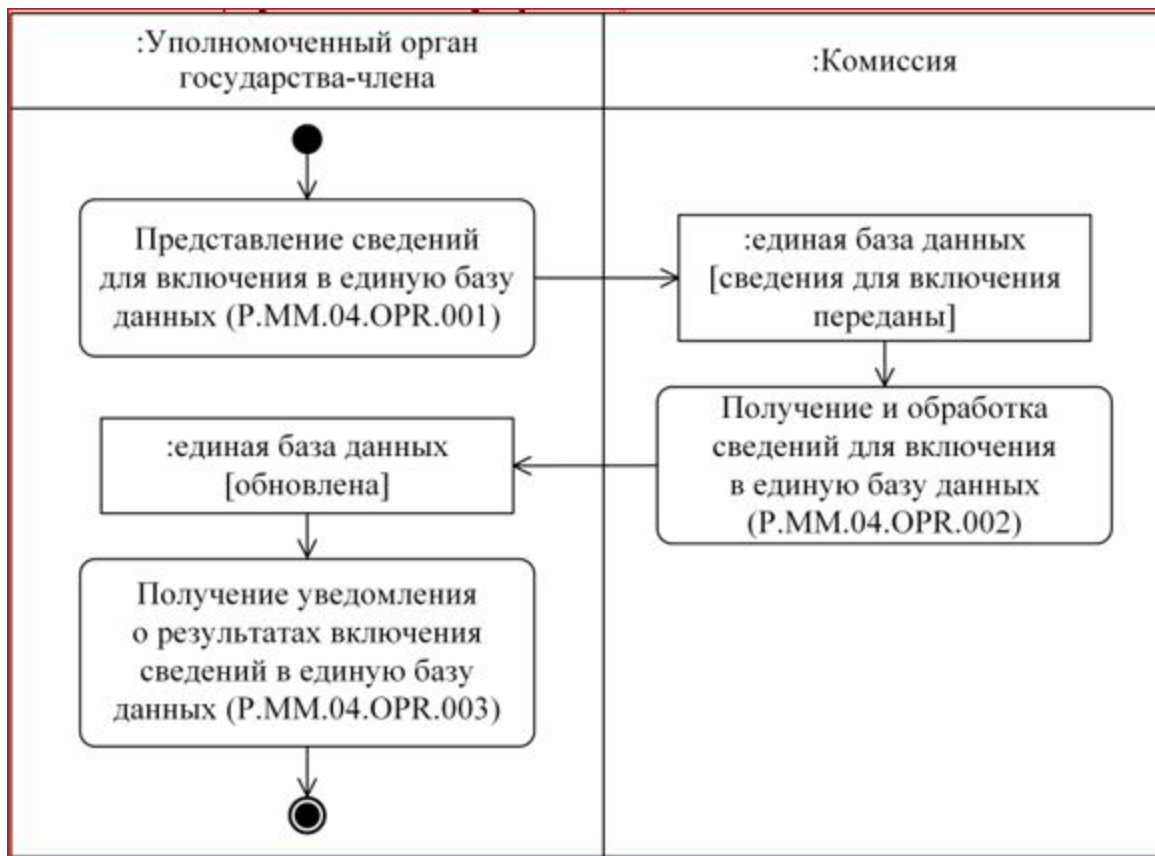 :Уполномоченный орган
государства-члена
:Комиссия
Представление сведений
для включения в единую базу
данных (P.MM.04.OPR.001)
:единая база данных
[сведения для включения
переданы]
Получение и обработка
сведений для включения
в единую базу данных
(P.MM.04.OPR.002)
:единая база данных
[обновлена]
Получение уведомления
о результатах включения
сведений в единую базу
данных (P.MM.04.OPR.003)